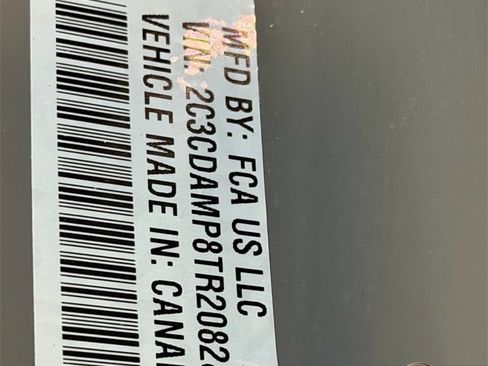 MFD BY: FCA US LLC
VIN: 2C3CDAMP8TR2082
VEHICLE MADE IN: CANA